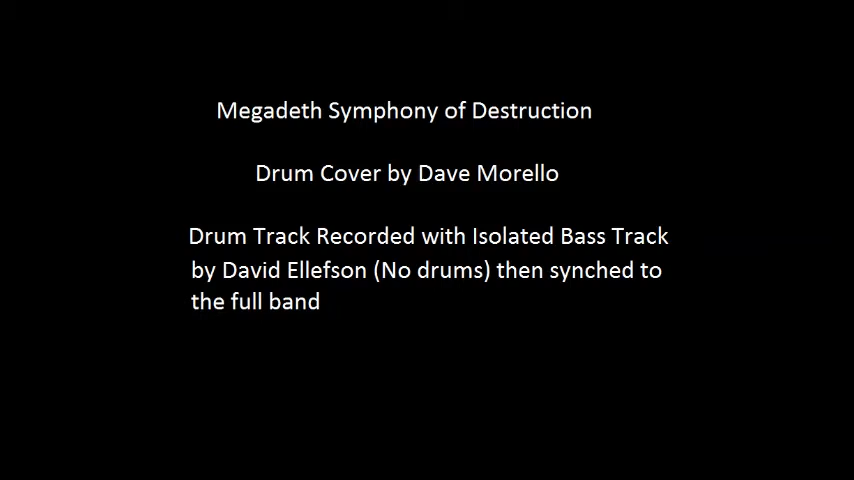 Megadeth Symphony of Destruction
Drum Cover by Dave Morello
Drum Track Recorded with Isolated Bass Track
by David Ellefson (No drums) then synched to
the full band